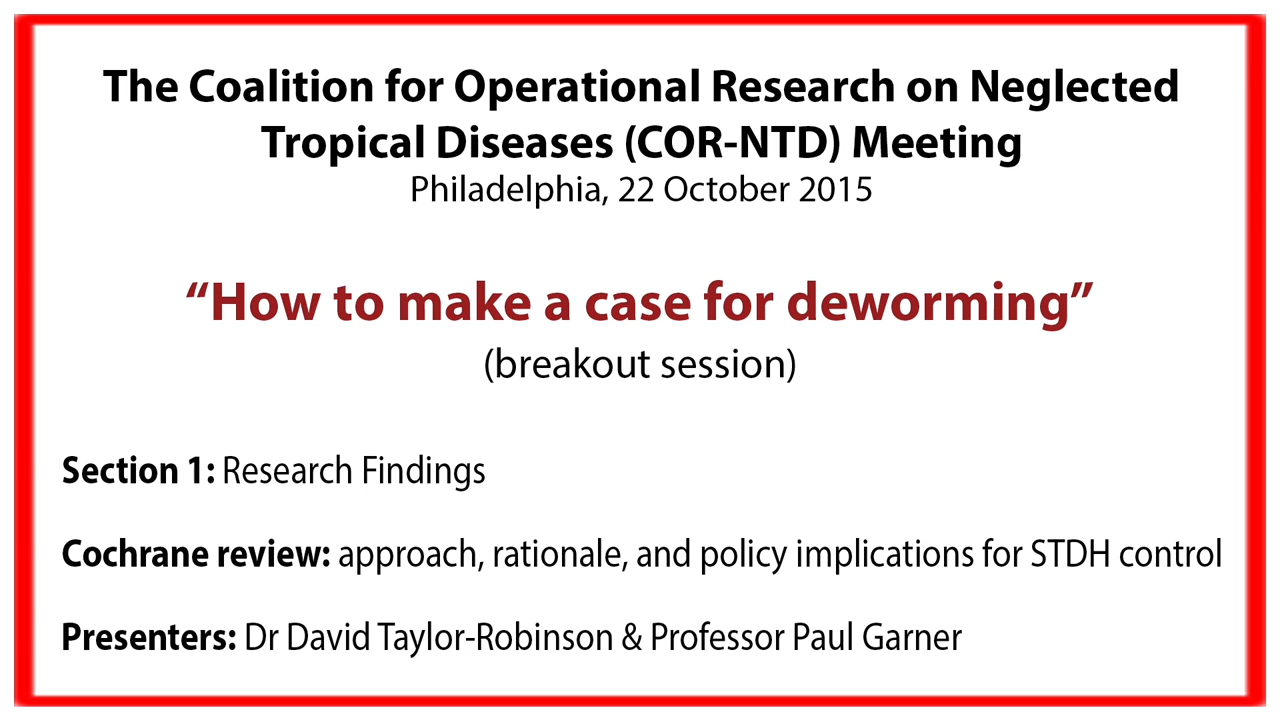 The Coalition for Operational Research on Neglected
Tropical Diseases (COR-NTD) Meeting
Philadelphia, 22 October 2015
“How to make a case for deworming”
(breakout session)
Section 1: Research Findings
Cochrane review: approach, rationale, and policy implications for STDH control
Presenters: Dr David Taylor-Robinson & Professor Paul Garner